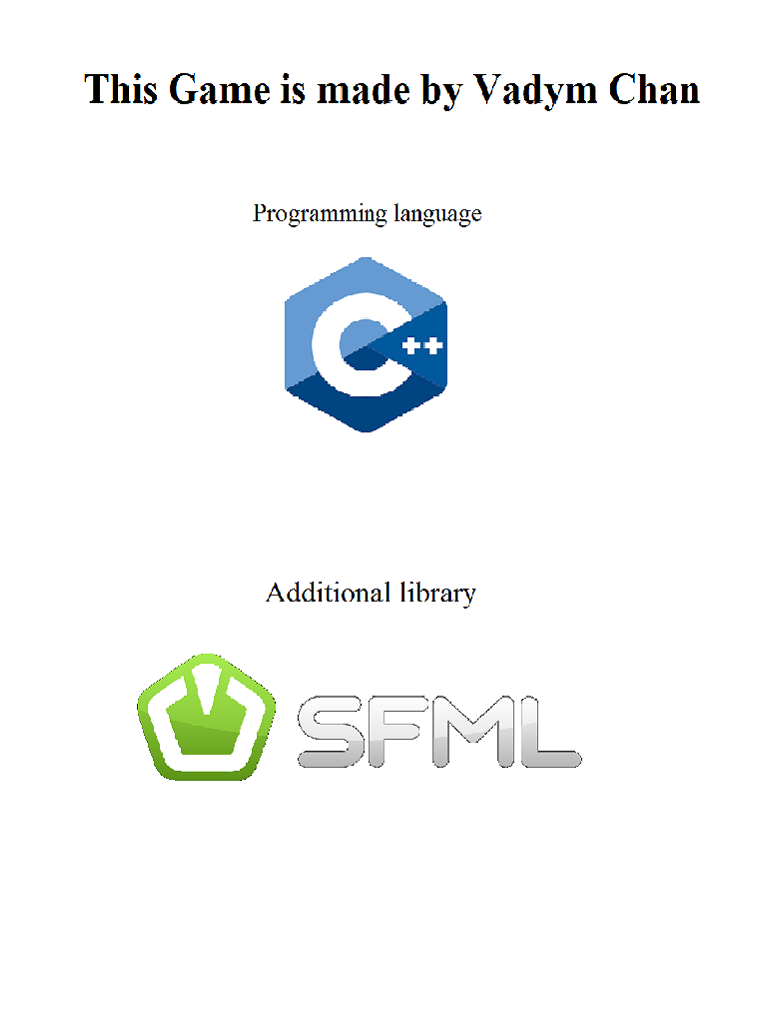 This Game is made by Vadym Chan
Programming language
C++
Additional library
SFML